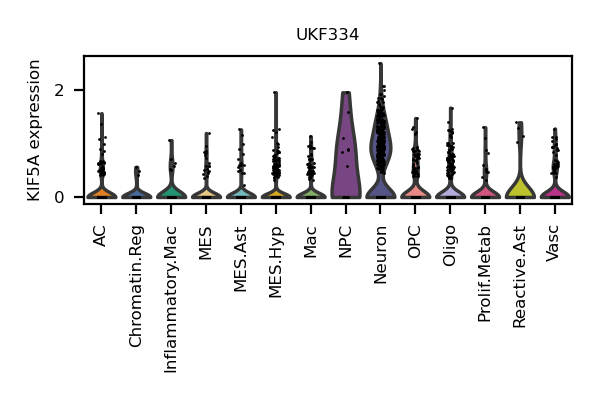 UKF334
KIF5A expression
2
0
AC
Chromatin.Reg
Inflammatory.Mac
MES
MES.Ast
MES.Hyp
Mac
NPC
Neuron
OPC
Oligo
Prolif.Metab
Reactive.Ast
Vasc